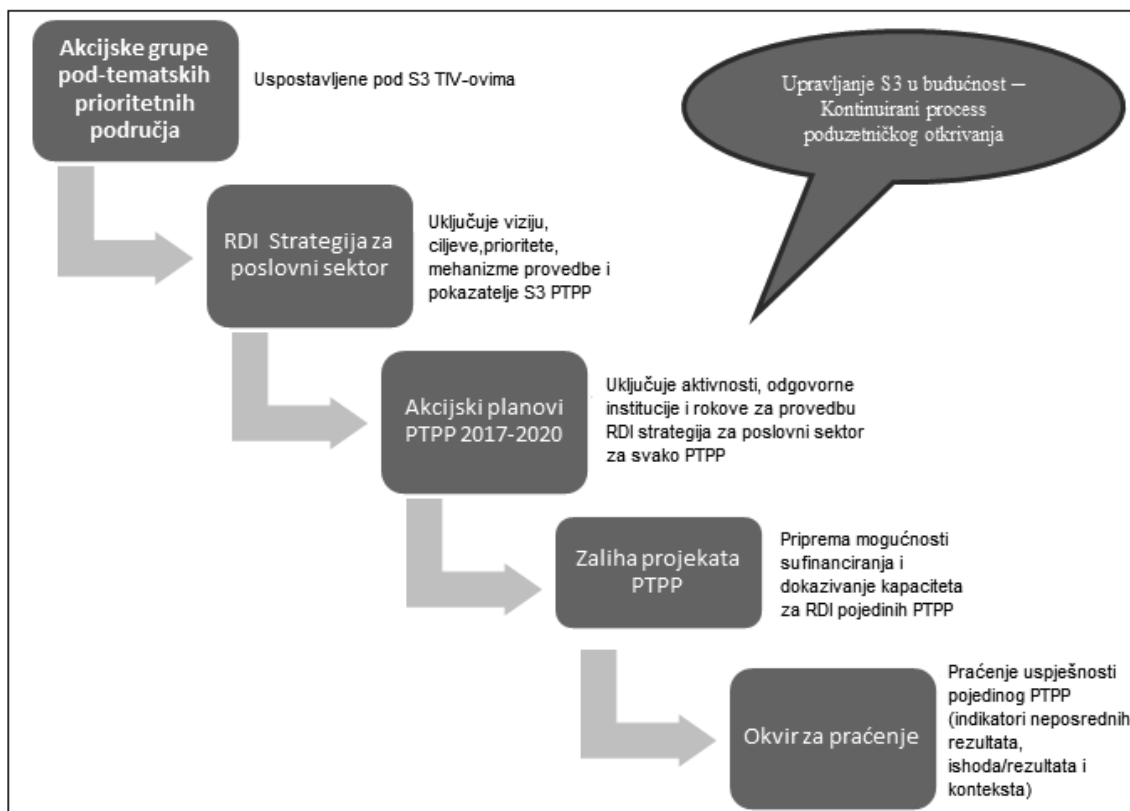 Akcijske grupe
pod-tematskih
prioritetnih
područja
Uspostavljene pod S3 TIV-ovima
Upravljanje S3 u budućnost —
Kontinuirani process
poduzetničkog otkrivanja
RDI Strategija za
poslovni sektor
Uključuje viziju,
ciljeve,prioritete,
mehanizme provedbe i
pokazatelje S3 PTPP
Akcijski planovi
PTPP 2017-2020
Uključuje aktivnosti, odgovorne
institucije i rokove za provedbu
RDI strategija za poslovni sektor
za svako PTPP
Zaliha projekata
PTPP
Priprema mogućnosti
sufinanciranja i
dokazivanje kapaciteta
za RDI pojedinih PTPP
Okvir za praćenje
Praćenje uspješnosti
pojedinog PTPP
(indikatori neposrednih
rezultata,
ishoda/rezultata i
konteksta)